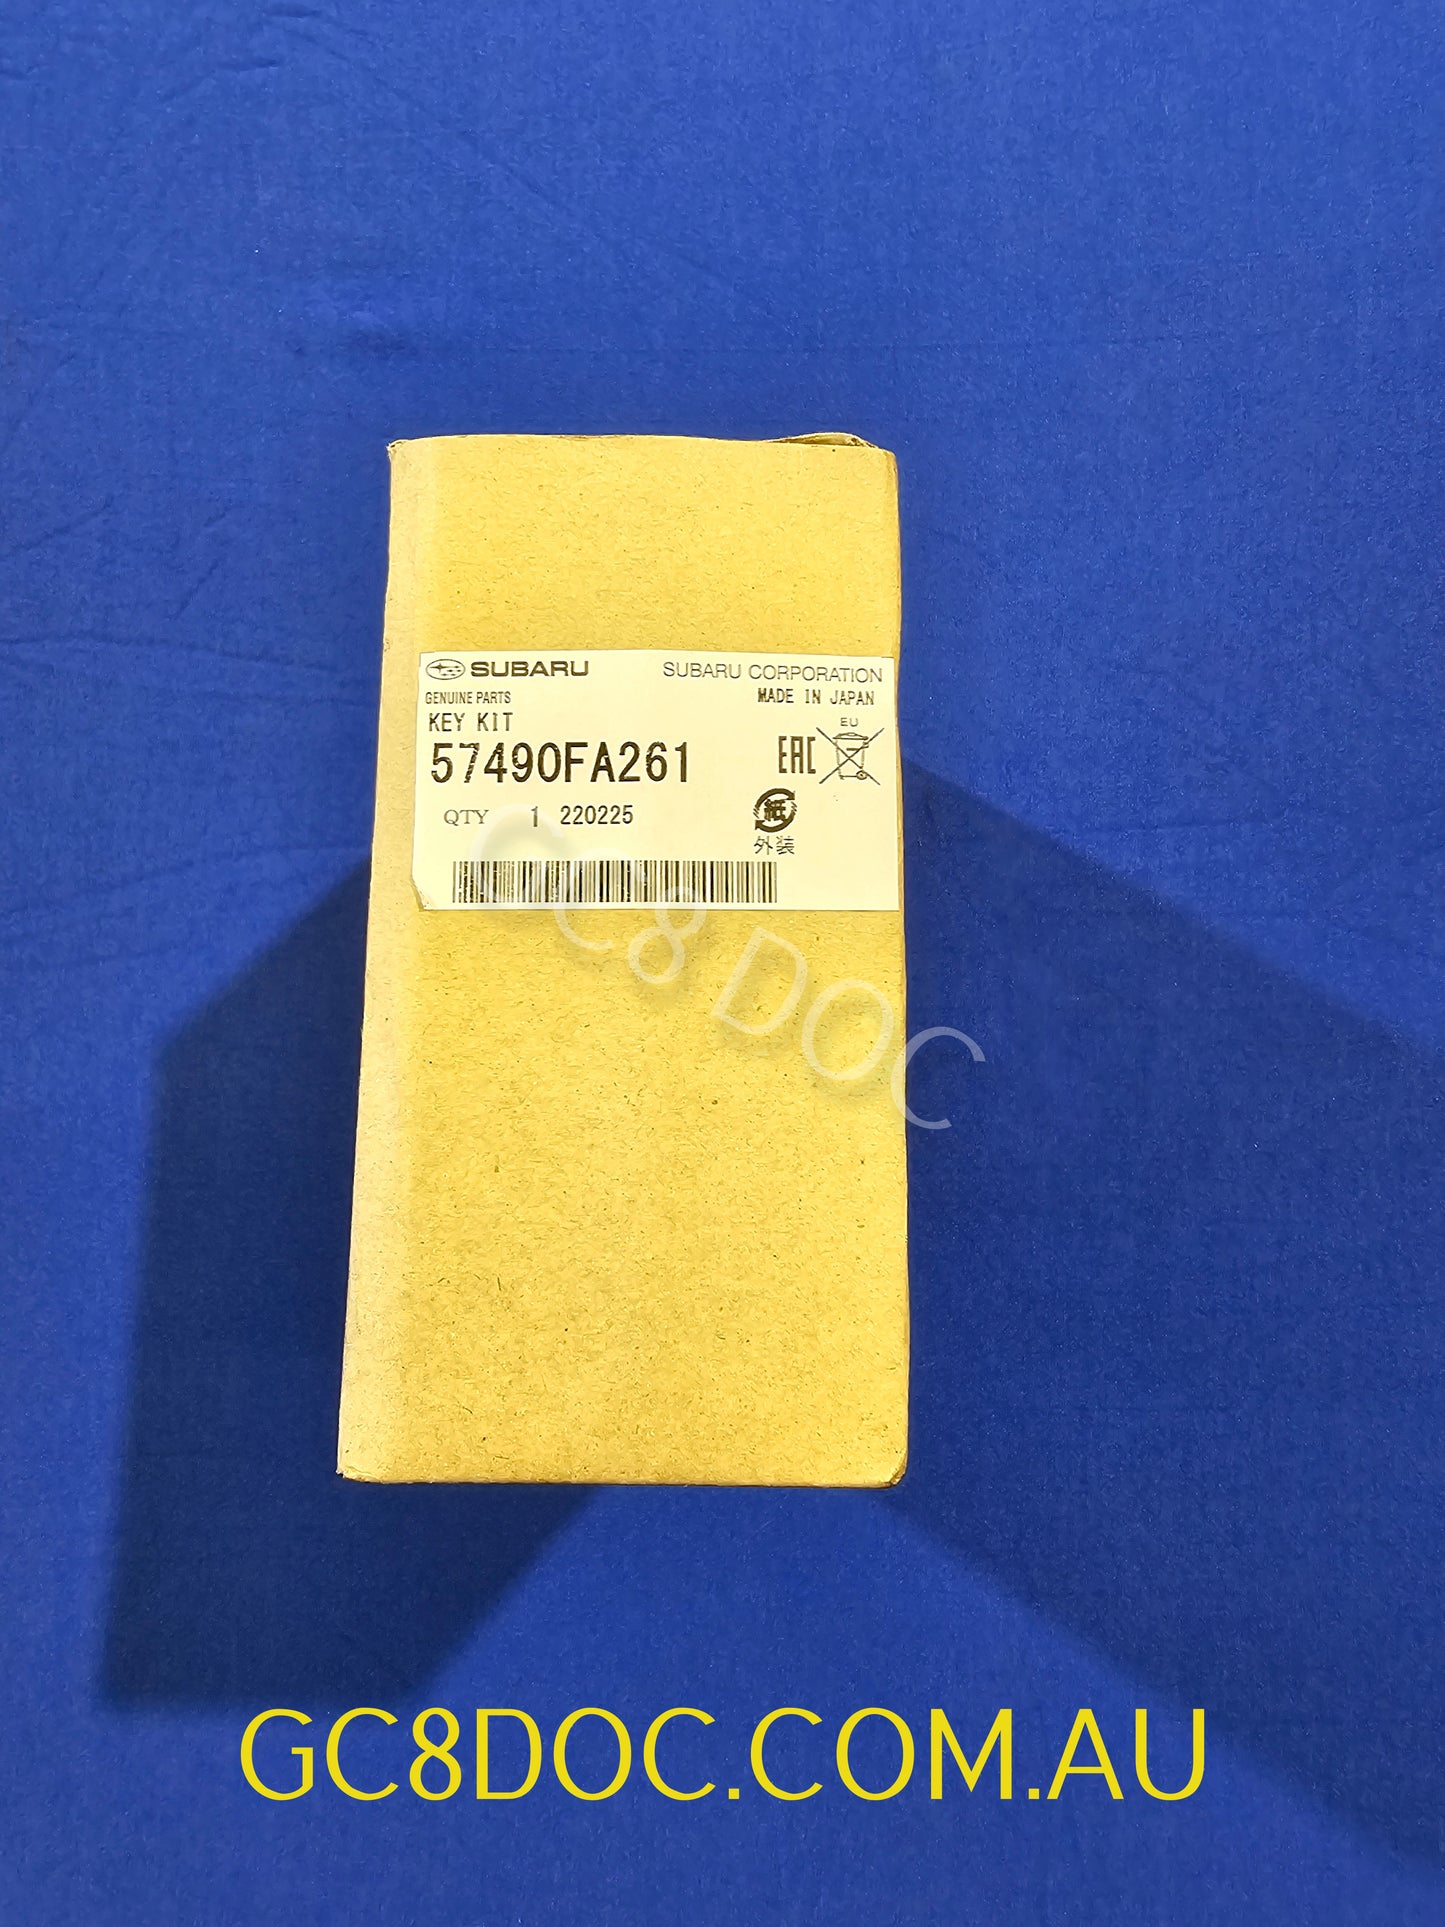 SUBARU SUBARU CORPORATION
GENUINE PARTS MADE IN JAPAN
KEY KIT EU
57490FA261 EAC
QTY 1 220225 紙
外装
GC8 DOC
GC8DOC.COM.AU